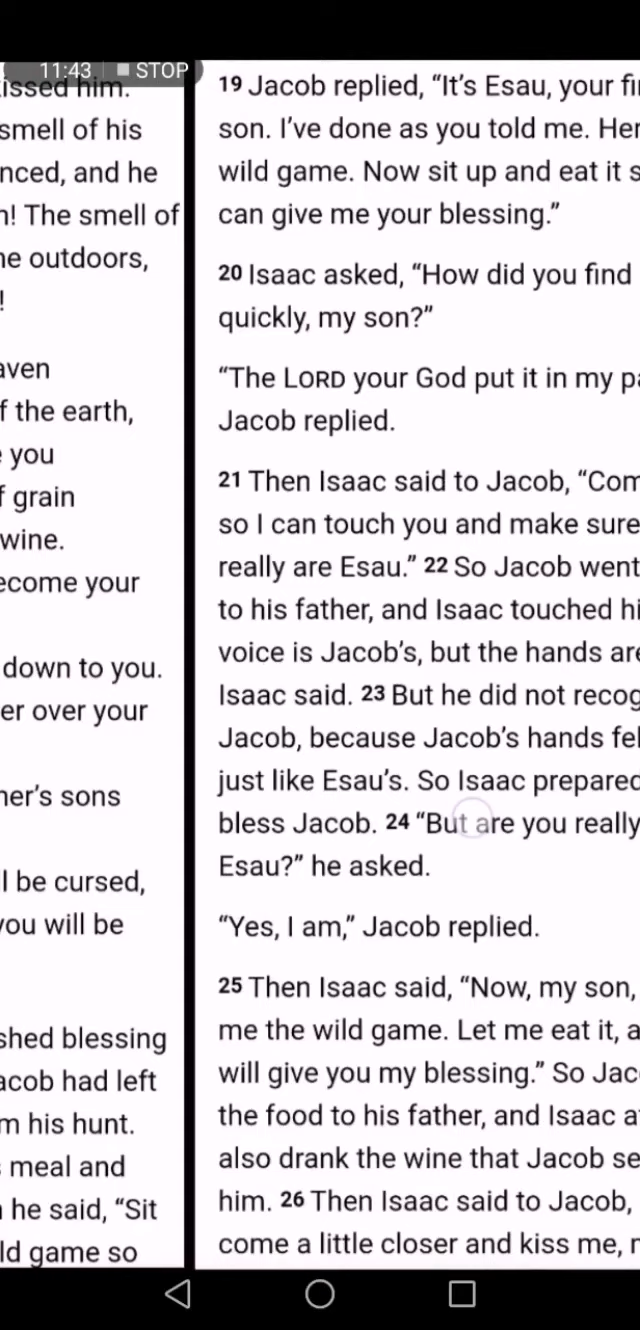 11:43 STOP
issed him.
smell of his
nced, and he
n! The smell of
ne outdoors,
!
aven
f the earth,
e you
f grain
wine.
ecome your
down to you.
er over your
her's sons
l be cursed,
you will be
shed blessing
acob had left
m his hunt.
s meal and
n he said, “Sit
ld game so
19 Jacob replied, “It’s Esau, your fir
son. I’ve done as you told me. Her
wild game. Now sit up and eat it s
can give me your blessing.”
20 Isaac asked, “How did you find
quickly, my son?”
“The LORD your God put it in my pa
Jacob replied.
21 Then Isaac said to Jacob, “Com
so I can touch you and make sure
really are Esau.” 22 So Jacob went
to his father, and Isaac touched hi
voice is Jacob’s, but the hands are
Isaac said. 23 But he did not recog
Jacob, because Jacob’s hands fel
just like Esau’s. So Isaac prepared
bless Jacob. 24 “But are you really
Esau?” he asked.
“Yes, I am,” Jacob replied.
25 Then Isaac said, “Now, my son,
me the wild game. Let me eat it, a
will give you my blessing.” So Jac
the food to his father, and Isaac a
also drank the wine that Jacob se
him. 26 Then Isaac said to Jacob,
come a little closer and kiss me, m